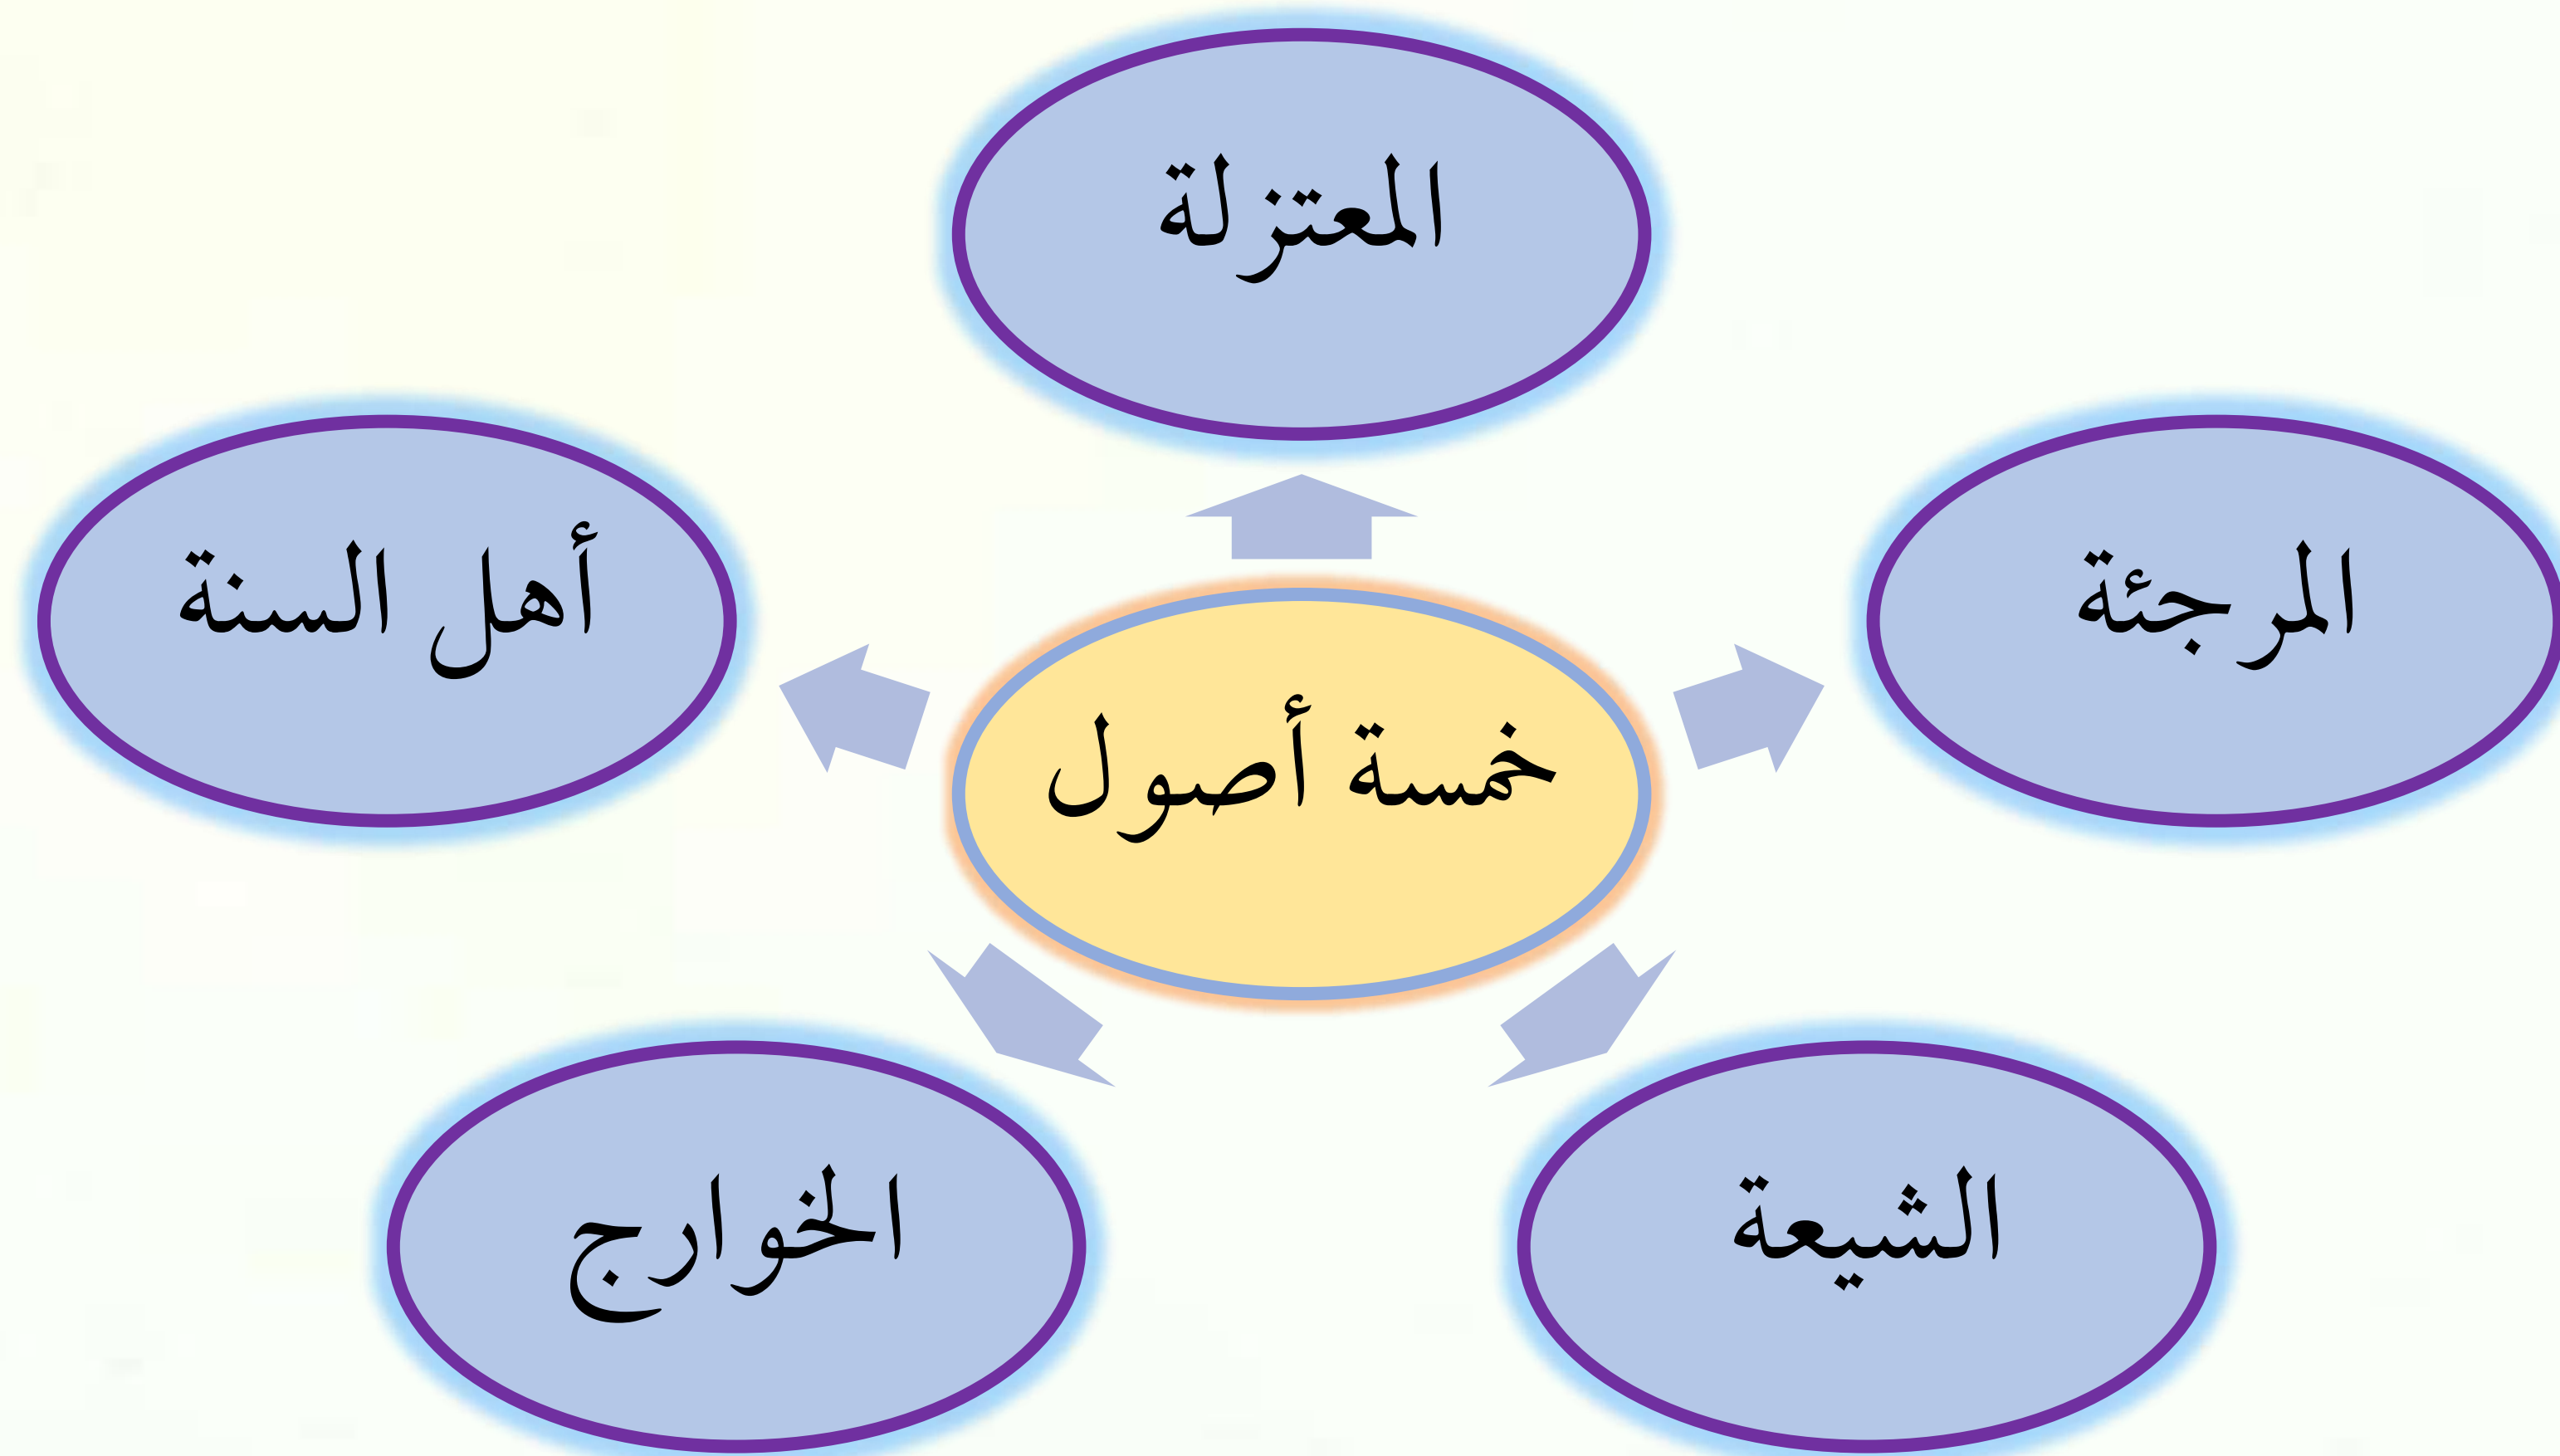 المعتزلة
المرجئة
أهل السنة
خمسة أصول
الشيعة
الخوارج